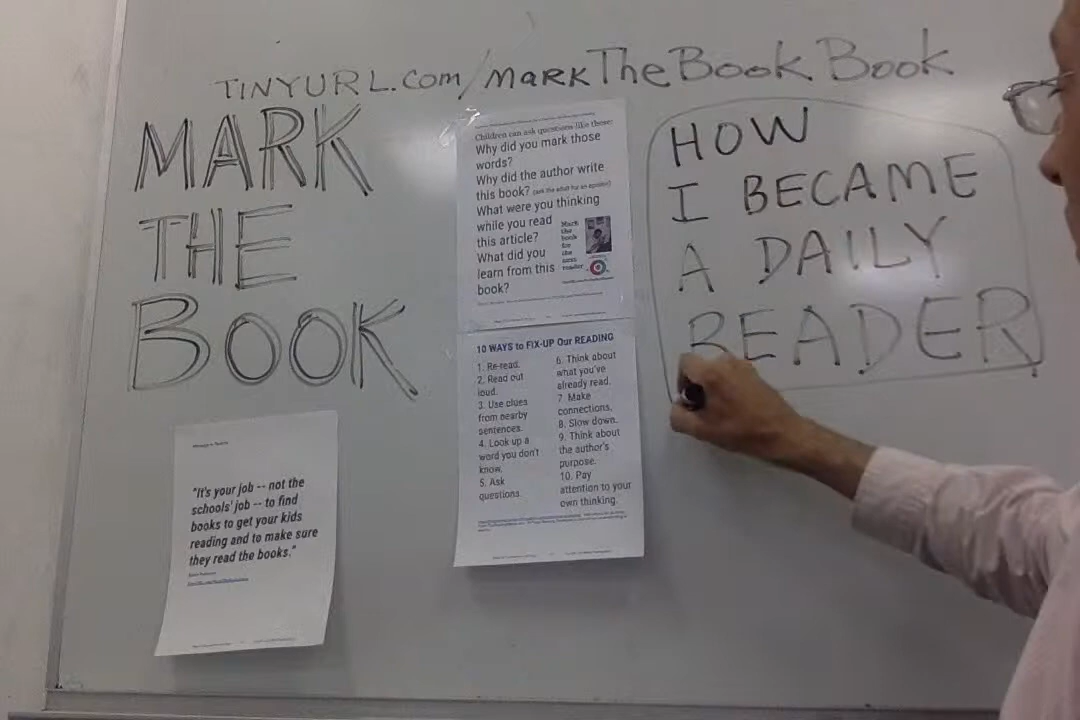 TINYURL.com/markTheBookBook
MARK
THE
BOOK
Children can ask questions like these:
Why did you mark those
words?
Why did the author write
this book? (ask the adult for an opinion)
What were you thinking
while you read
this article?
What did you
learn from this
book?
Mark
the
book
for
the
next
reader
10 WAYS to FIX-UP Our READING
1. Re-read.
2. Read out
loud.
3. Use clues
from nearby
sentences.
4. Look up a
word you don't
know.
5. Ask
questions.
6. Think about
what you've
already read.
7. Make
connections.
8. Slow down.
9. Think about
the author's
purpose.
10. Pay
attention to your
own thinking.
"It's your job -- not the
schools' job -- to find
books to get your kids
reading and to make sure
they read the books."
HOW
I BECAME
A DAILY
READER